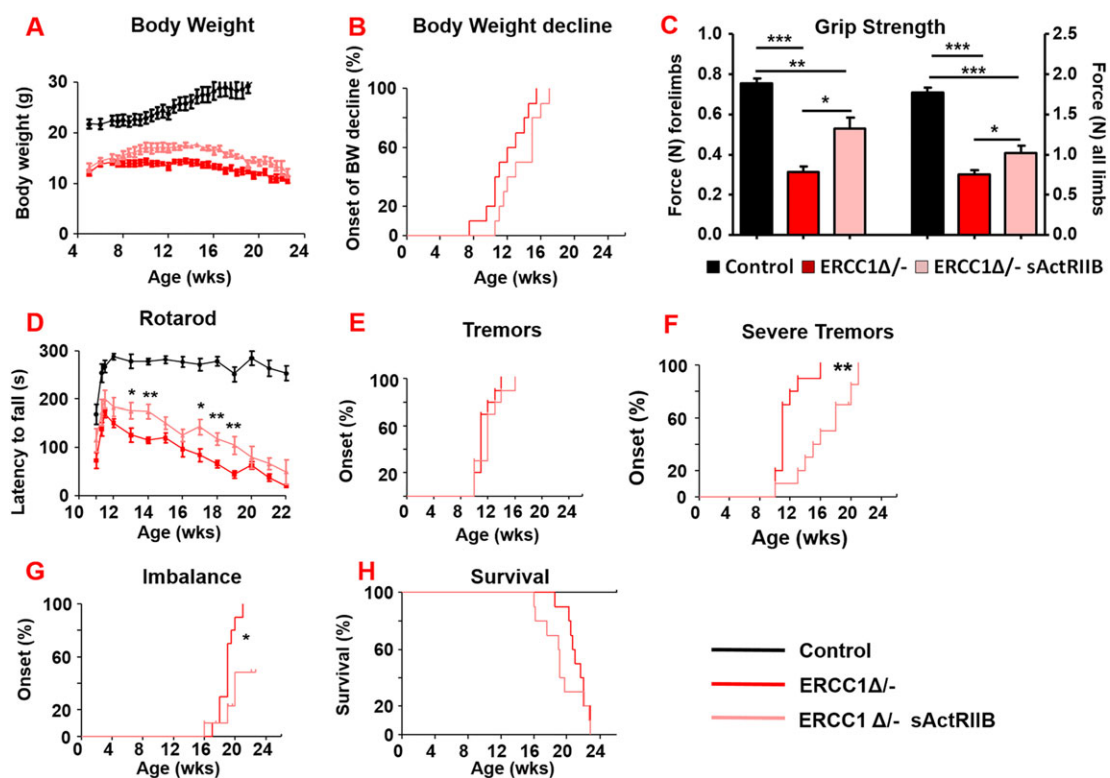 A
Body Weight
Body weight (g)
30
20
10
0
4 8 12 16 20 24
Age (wks)
B
Body Weight decline
Onset of BW decline (%)
100
60
20
0
0 4 8 12 16 20 24
Age (wks)
C
Grip Strength
Force (N) forelimbs
1.0
0.8
0.6
0.4
0.2
0.0
*** ** * *** *** *
2.5
2.0
1.5
1.0
0.5
0.0
Force (N) all limbs
Control ERCC1Δ/- ERCC1Δ/- sActRIIB
D
Rotarod
Latency to fall (s)
300
200
100
0
* ** * ** **
10 12 14 16 18 20 22
Age (wks)
E
Tremors
Onset (%)
100
60
20
0
0 4 8 12 16 20 24
Age (wks)
F
Severe Tremors
Onset (%)
100
60
20
0
**
0 4 8 12 16 20 24
Age (wks)
G
Imbalance
Onset (%)
100
60
20
0
*
0 4 8 12 16 20 24
Age (wks)
H
Survival
Survival (%)
100
60
20
0
0 4 8 12 16 20 24
Age (wks)
Control
ERCC1Δ/-
ERCC1 Δ/- sActRIIB